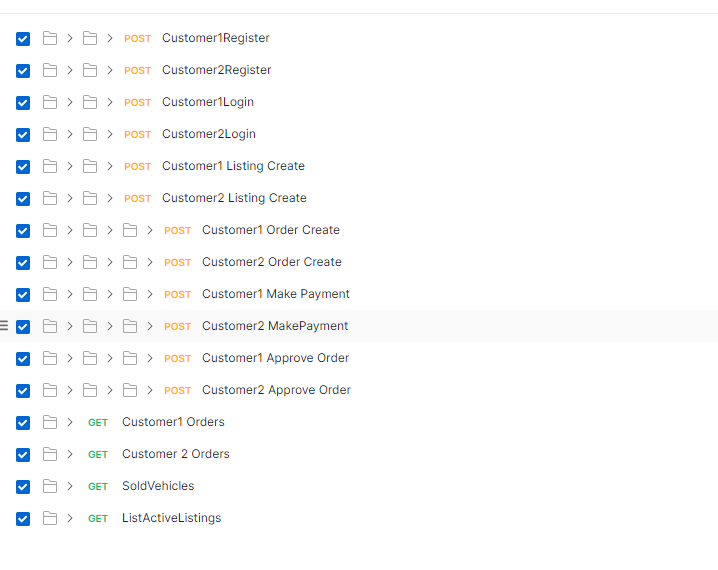 POST Customer1Register
POST Customer2Register
POST Customer1Login
POST Customer2Login
POST Customer1 Listing Create
POST Customer2 Listing Create
POST Customer1 Order Create
POST Customer2 Order Create
POST Customer1 Make Payment
POST Customer2 MakePayment
POST Customer1 Approve Order
POST Customer2 Approve Order
GET Customer1 Orders
GET Customer 2 Orders
GET SoldVehicles
GET ListActiveListings